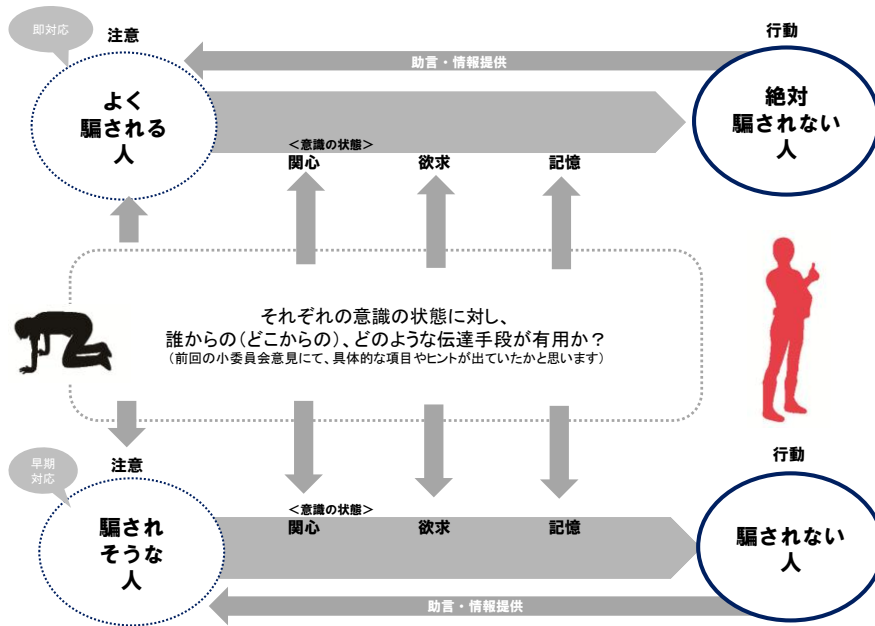 即対応
注意
行動
助言・情報提供
よく
騙される
人
絶対
騙されない
人
<意識の状態>
関心
欲求
記憶
それぞれの意識の状態に対し、
誰からの(どこからの)、どのような伝達手段が有用か?
(前回の小委員会意見にて、具体的な項目やヒントが出ていたかと思います)
早期
対応
注意
行動
<意識の状態>
関心
欲求
記憶
騙され
そうな
人
騙されない
人
助言・情報提供